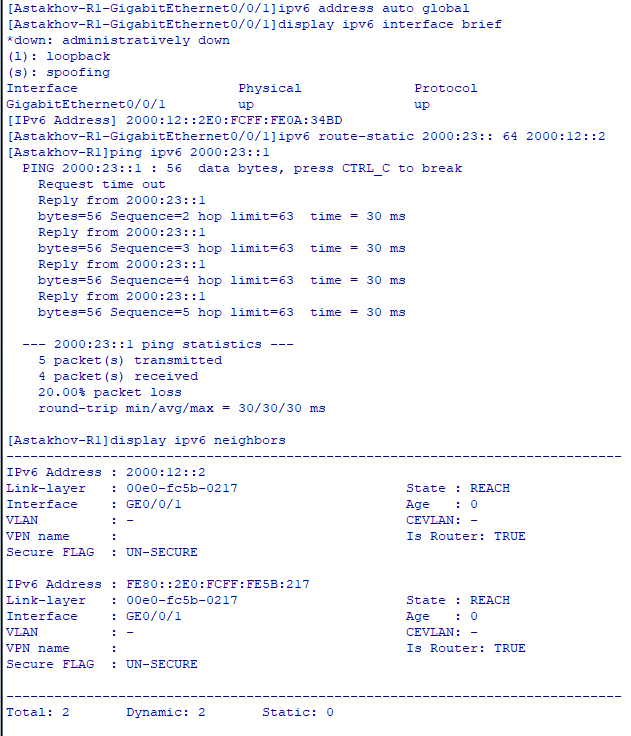 [Astakhov-R1-GigabitEthernet0/0/1]ipv6 address auto global
[Astakhov-R1-GigabitEthernet0/0/1]display ipv6 interface brief
*down: administratively down
(l): loopback
(s): spoofing
Interface Physical Protocol
GigabitEthernet0/0/1 up up
[IPv6 Address] 2000:12::2E0:FCFF:FE0A:34BD
[Astakhov-R1-GigabitEthernet0/0/1]ipv6 route-static 2000:23:: 64 2000:12::2
[Astakhov-R1]ping ipv6 2000:23::1
PING 2000:23::1 : 56 data bytes, press CTRL_C to break
Request time out
Reply from 2000:23::1
bytes=56 Sequence=2 hop limit=63 time = 30 ms
Reply from 2000:23::1
bytes=56 Sequence=3 hop limit=63 time = 30 ms
Reply from 2000:23::1
bytes=56 Sequence=4 hop limit=63 time = 30 ms
Reply from 2000:23::1
bytes=56 Sequence=5 hop limit=63 time = 30 ms
--- 2000:23::1 ping statistics ---
5 packet(s) transmitted
4 packet(s) received
20.00% packet loss
round-trip min/avg/max = 30/30/30 ms
[Astakhov-R1]display ipv6 neighbors
-----------------------------------------------------------------------------
IPv6 Address : 2000:12::2
Link-layer : 00e0-fc5b-0217 State : REACH
Interface : GE0/0/1 Age : 0
VLAN : - CEVLAN: -
VPN name : Is Router: TRUE
Secure FLAG : UN-SECURE
IPv6 Address : FE80::2E0:FCFF:FE5B:217
Link-layer : 00e0-fc5b-0217 State : REACH
Interface : GE0/0/1 Age : 0
VLAN : - CEVLAN: -
VPN name : Is Router: TRUE
Secure FLAG : UN-SECURE
-----------------------------------------------------------------------------
Total: 2 Dynamic: 2 Static: 0